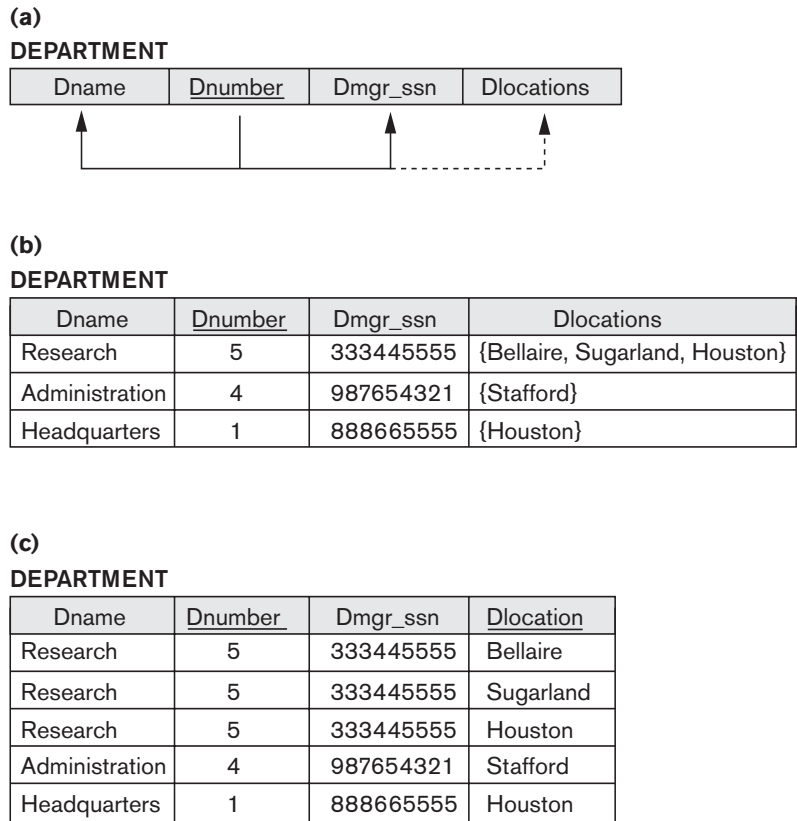 (a)
DEPARTMENT
Dname Dnumber Dmgr_ssn Dlocations
(b)
DEPARTMENT
Dname Dnumber Dmgr_ssn Dlocations
Research 5 333445555 {Bellaire, Sugarland, Houston}
Administration 4 987654321 {Stafford}
Headquarters 1 888665555 {Houston}
(c)
DEPARTMENT
Dname Dnumber Dmgr_ssn Dlocation
Research 5 333445555 Bellaire
Research 5 333445555 Sugarland
Research 5 333445555 Houston
Administration 4 987654321 Stafford
Headquarters 1 888665555 Houston